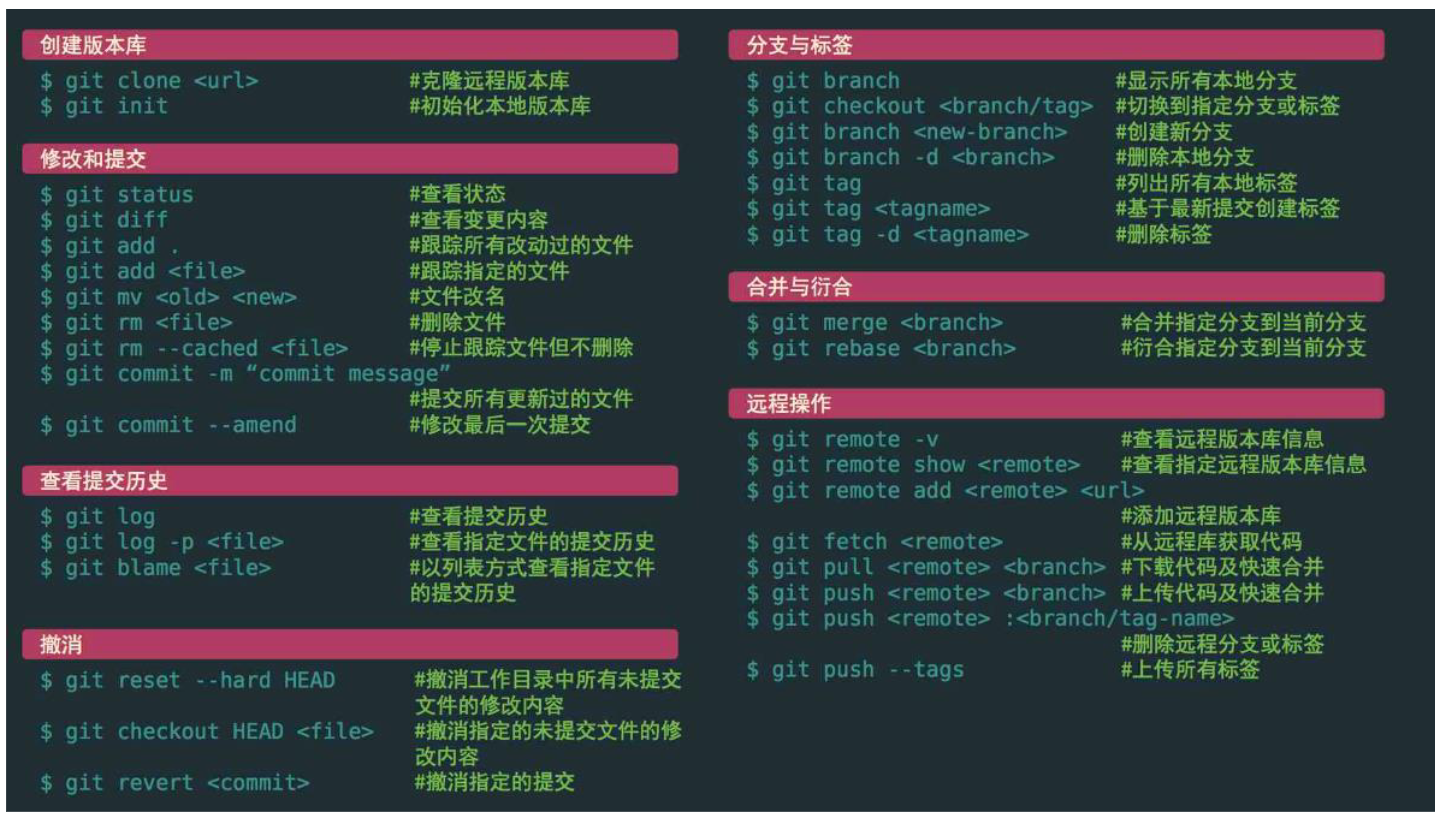 创建版本库
$ git clone <url> #克隆远程版本库
$ git init #初始化本地版本库
修改和提交
$ git status #查看状态
$ git diff #查看变更内容
$ git add . #跟踪所有改动过的文件
$ git add <file> #跟踪指定的文件
$ git mv <old> <new> #文件改名
$ git rm <file> #删除文件
$ git rm --cached <file> #停止跟踪文件但不删除
$ git commit -m “commit message”
#提交所有更新过的文件
$ git commit --amend #修改最后一次提交
查看提交历史
$ git log #查看提交历史
$ git log -p <file> #查看指定文件的提交历史
$ git blame <file> #以列表方式查看指定文件
的提交历史
撤消
$ git reset --hard HEAD #撤消工作目录中所有未提交
文件的修改内容
$ git checkout HEAD <file> #撤消指定的未提交文件的修
改内容
$ git revert <commit> #撤消指定的提交
分支与标签
$ git branch #显示所有本地分支
$ git checkout <branch/tag> #切换到指定分支或标签
$ git branch <new-branch> #创建新分支
$ git branch -d <branch> #删除本地分支
$ git tag #列出所有本地标签
$ git tag <tagname> #基于最新提交创建标签
$ git tag -d <tagname> #删除标签
合并与衍合
$ git merge <branch> #合并指定分支到当前分支
$ git rebase <branch> #衍合指定分支到当前分支
远程操作
$ git remote -v #查看远程版本库信息
$ git remote show <remote> #查看指定远程版本库信息
$ git remote add <remote> <url>
#添加远程版本库
$ git fetch <remote> #从远程库获取代码
$ git pull <remote> <branch> #下载代码及快速合并
$ git push <remote> <branch> #上传代码及快速合并
$ git push <remote> :<branch/tag-name>
#删除远程分支或标签
$ git push --tags #上传所有标签